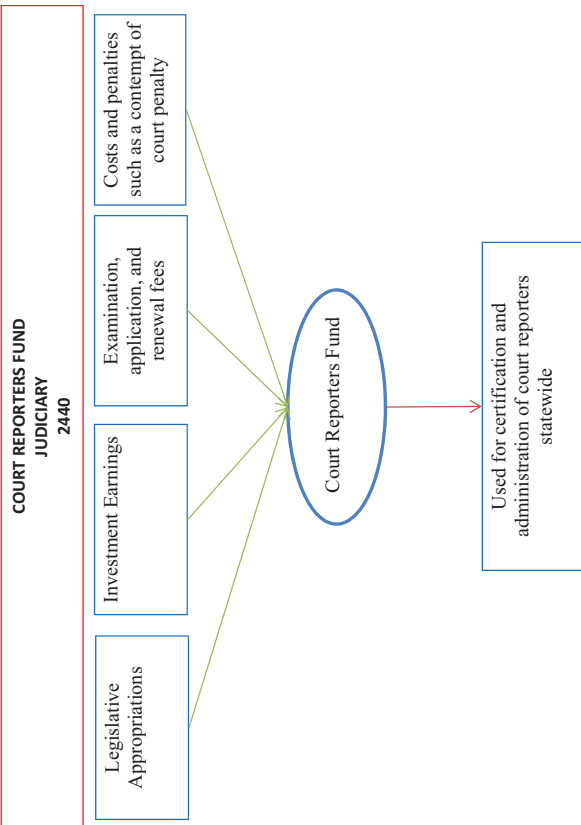 COURT REPORTERS FUND
JUDICIARY
2440
Legislative
Appropriations
Investment Earnings
Examination,
application, and
renewal fees
Costs and penalties
such as a contempt of
court penalty
Court Reporters Fund
Used for certification and
administration of court reporters
statewide